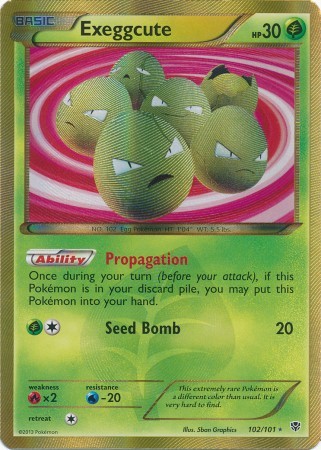 BASIC
Exeggcute HP30
NO. 102 Egg Pokémon HT: 1'04" WT: 5.5 lbs.
Ability Propagation
Once during your turn (before your attack), if this
Pokémon is in your discard pile, you may put this
Pokémon into your hand.
Seed Bomb 20
weakness resistance
×2 -20
This extremely rare Pokémon is
a different color than usual. It is
very hard to find.
retreat
©2013 Pokémon Illus. 5ban Graphics 102/101 ★